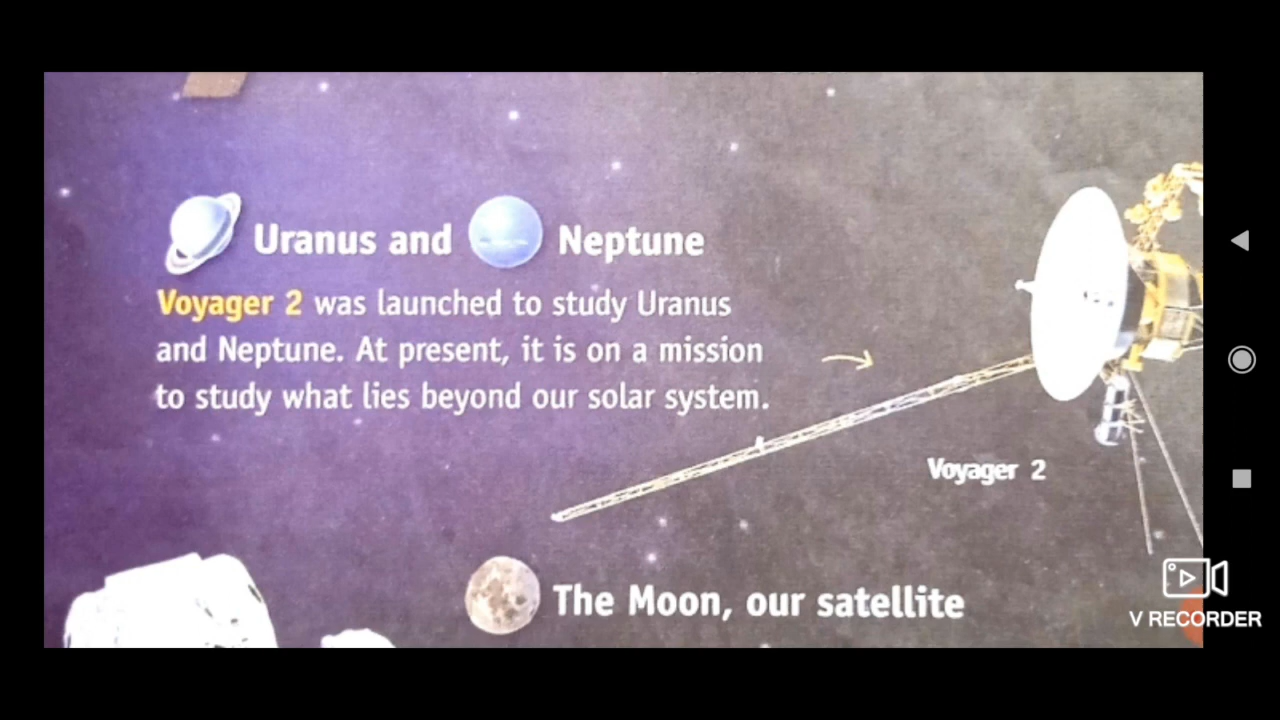 Uranus and Neptune
Voyager 2 was launched to study Uranus
and Neptune. At present, it is on a mission
to study what lies beyond our solar system.
Voyager 2
The Moon, our satellite
V RECORDER